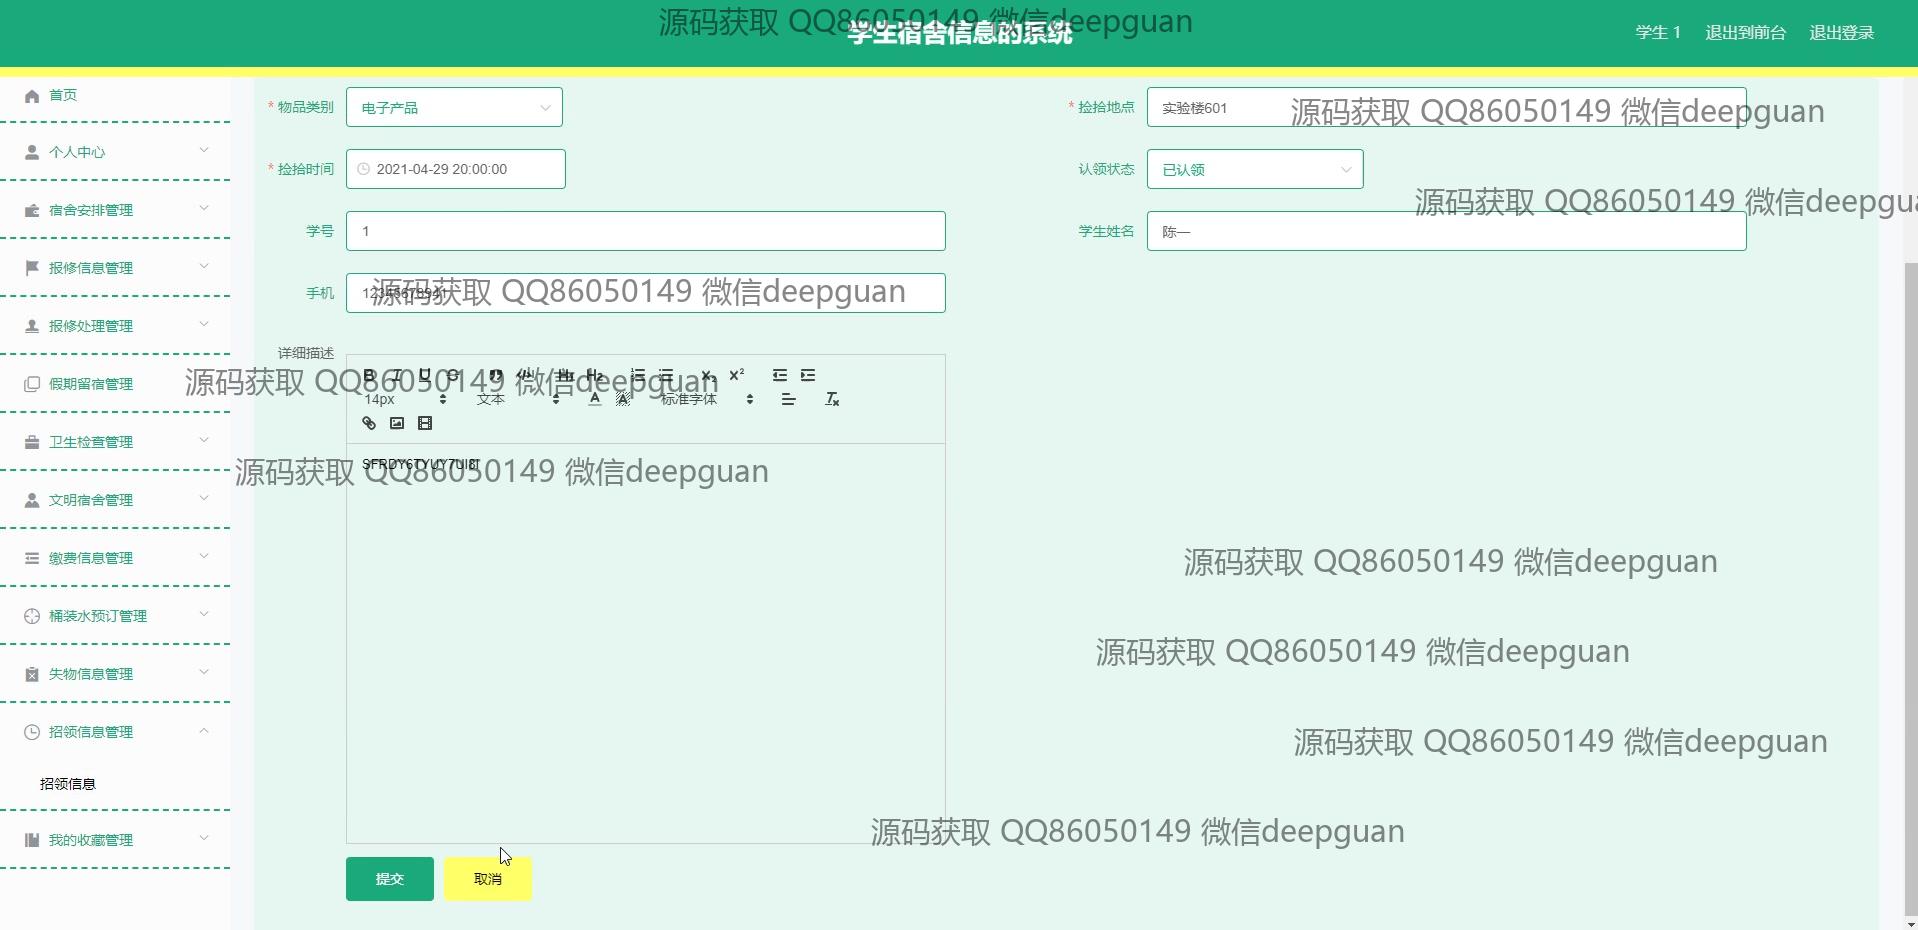 源码获取 QQ86050149 微信deepguan
学生宿舍信息的系统
学生 1 退出到前台 退出登录
首页
个人中心
宿舍安排管理
报修信息管理
报修处理管理
假期留宿管理
卫生检查管理
文明宿舍管理
缴费信息管理
桶装水预订管理
失物信息管理
招领信息管理
招领信息
我的收藏管理
* 物品类别 电子产品
* 捡拾地点 实验楼601
源码获取 QQ86050149 微信deepguan
* 捡拾时间 2021-04-29 20:00:00
认领状态 已认领
源码获取 QQ86050149 微信deepgua
学号 1
学生姓名 陈一
手机
源码获取 QQ86050149 微信deepguan
详细描述
B I U S H1 H2 X₂ X²
源码获取 QQ86050149 微信deepguan
14px 文本 A A 标准字体 Tx
SFRDY6TYUY7UI8I
源码获取 QQ86050149 微信deepguan
源码获取 QQ86050149 微信deepguan
源码获取 QQ86050149 微信deepguan
源码获取 QQ86050149 微信deepguan
源码获取 QQ86050149 微信deepguan
提交 取消